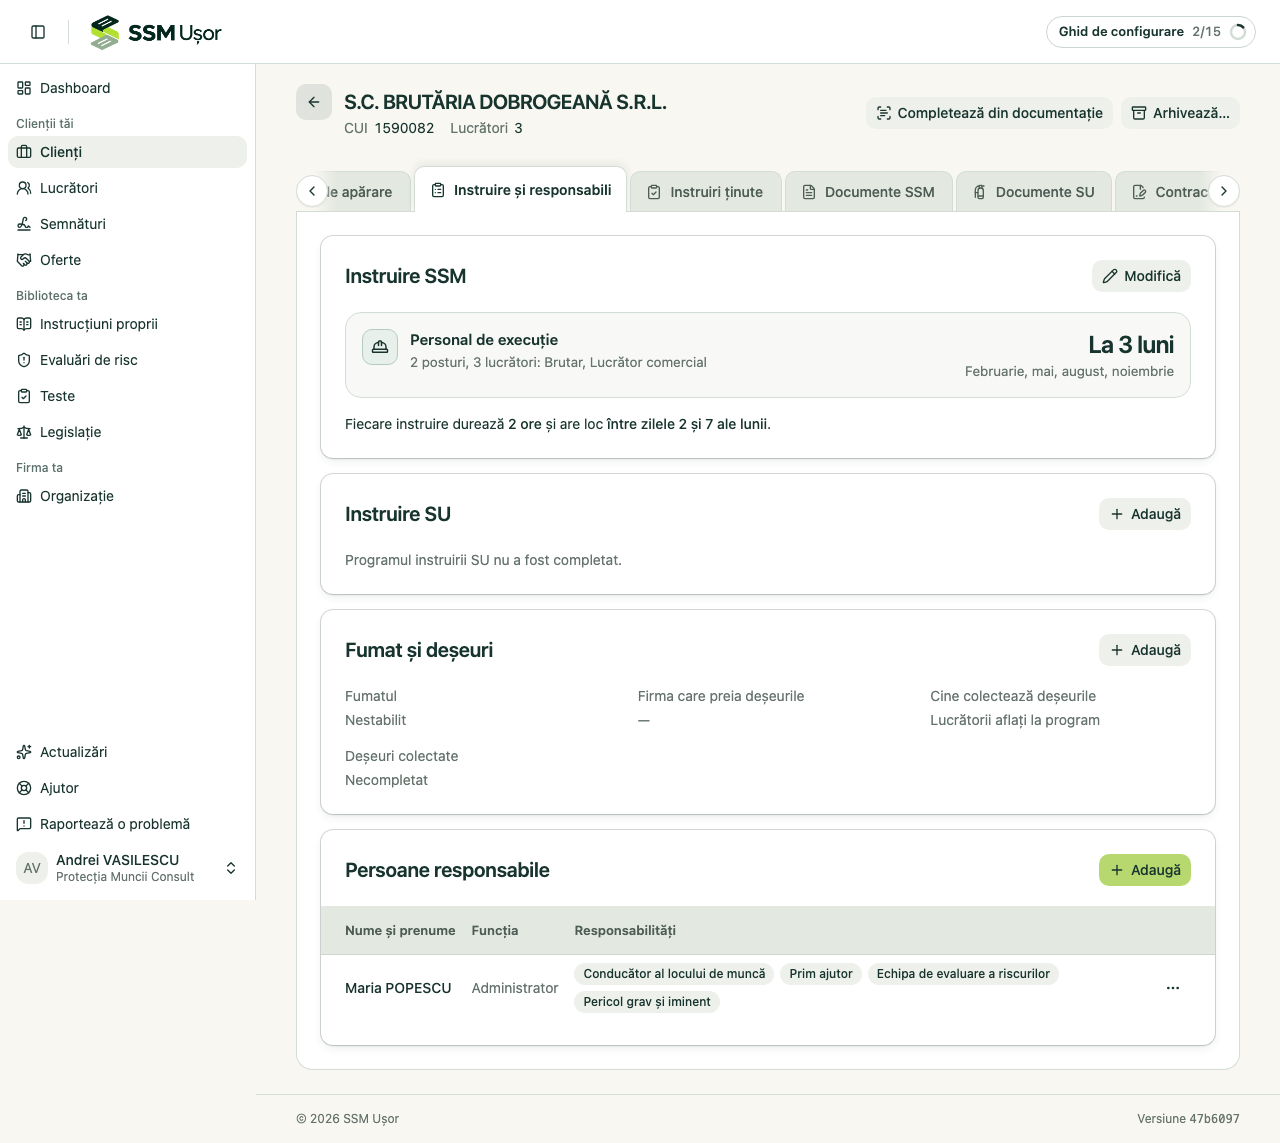 SSM Ușor
Ghid de configurare 2/15
Dashboard
Clienții tăi
Clienți
Lucrători
Semnături
Oferte
Biblioteca ta
Instrucțiuni proprii
Evaluări de risc
Teste
Legislație
Firma ta
Organizație
Actualizări
Ajutor
Raportează o problemă
AV
Andrei VASILESCU
Protecția Muncii Consult
S.C. BRUTĂRIA DOBROGEANĂ S.R.L.
CUI 1590082 Lucrători 3
Completează din documentație
Arhivează...
de apărare
Instruire și responsabili
Instruiri ținute
Documente SSM
Documente SU
Contrac
Instruire SSM
Modifică
Personal de execuție
2 posturi, 3 lucrători: Brutar, Lucrător comercial
La 3 luni
Februarie, mai, august, noiembrie
Fiecare instruire durează 2 ore și are loc între zilele 2 și 7 ale lunii.
Instruire SU
Adaugă
Programul instruirii SU nu a fost completat.
Fumat și deșeuri
Adaugă
Fumatul
Nestabilit
Firma care preia deșeurile
—
Cine colectează deșeurile
Lucrătorii aflați la program
Deșeuri colectate
Necompletat
Persoane responsabile
Adaugă
Nume și prenume Funcția Responsabilități
Maria POPESCU Administrator
Conducător al locului de muncă Prim ajutor Echipa de evaluare a riscurilor
Pericol grav și iminent
© 2026 SSM Ușor
Versiune 47b6097